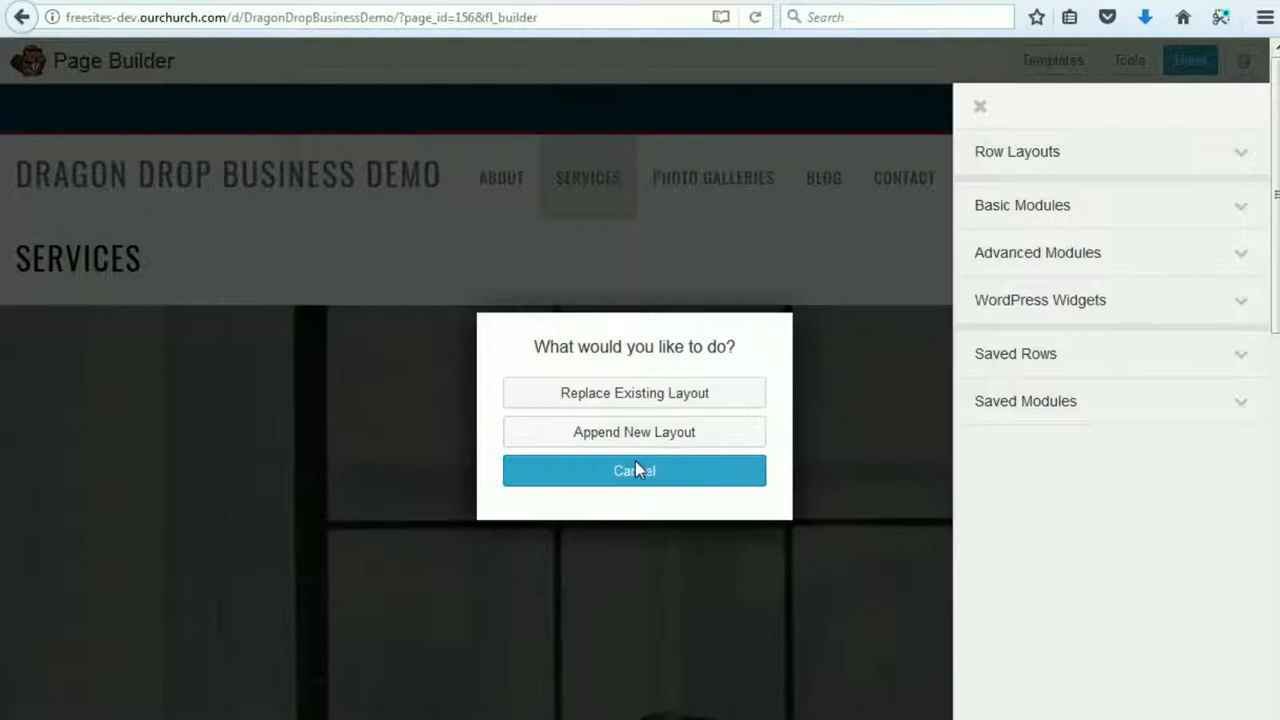 freesites-dev.ourchurch.com/d/DragonDropBusinessDemo/?page_id=156&fl_builder
Search
Page Builder
Templates
Tools
DRAGON DROP BUSINESS DEMO
ABOUT
SERVICES
PHOTO GALLERIES
BLOG
CONTACT
SERVICES
What would you like to do?
Replace Existing Layout
Append New Layout
Row Layouts
Basic Modules
Advanced Modules
WordPress Widgets
Saved Rows
Saved Modules